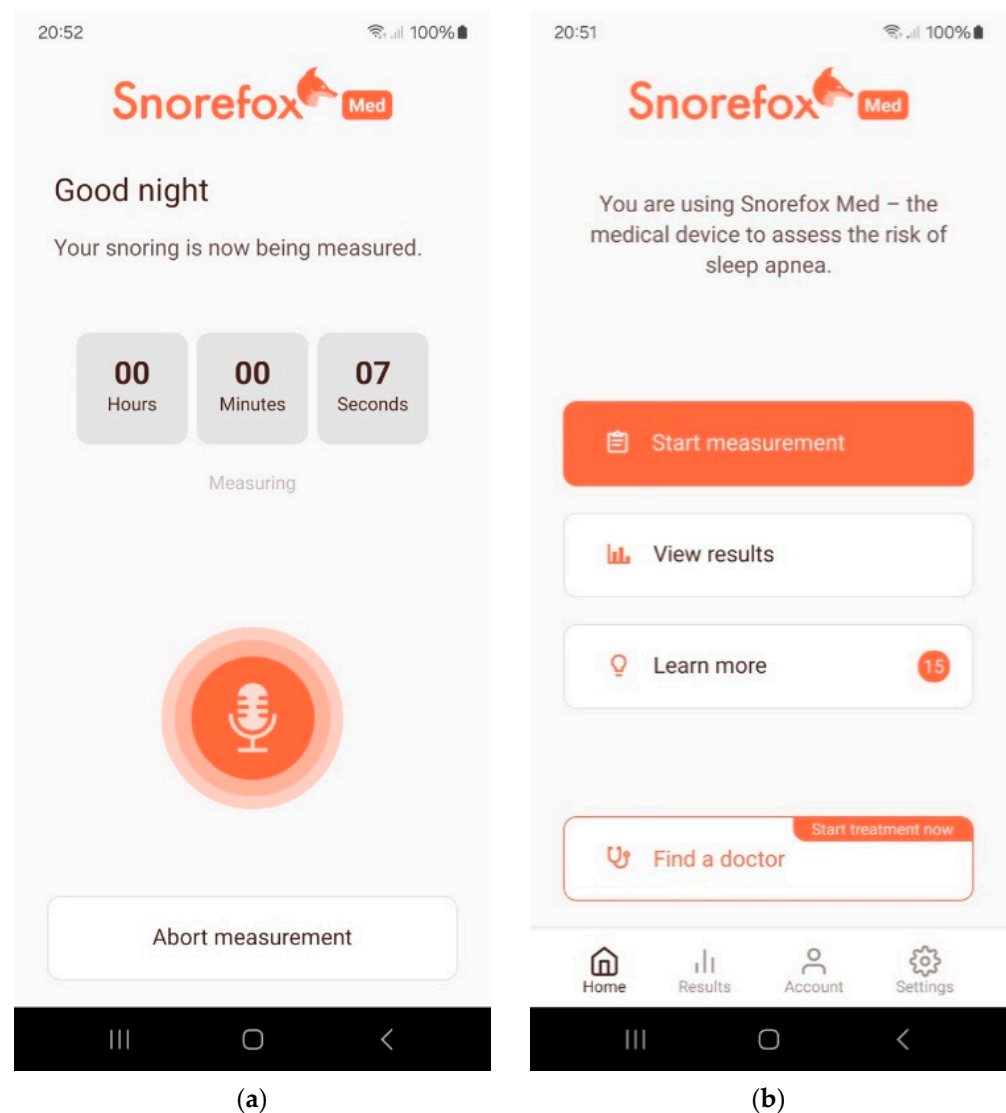 20:52
100%
Snorefox Med
Good night
Your snoring is now being measured.
00
Hours
00
Minutes
07
Seconds
Measuring
Abort measurement
(a)
20:51
100%
Snorefox Med
You are using Snorefox Med – the
medical device to assess the risk of
sleep apnea.
Start measurement
View results
Learn more
15
Start treatment now
Find a doctor
Home
Results
Account
Settings
(b)